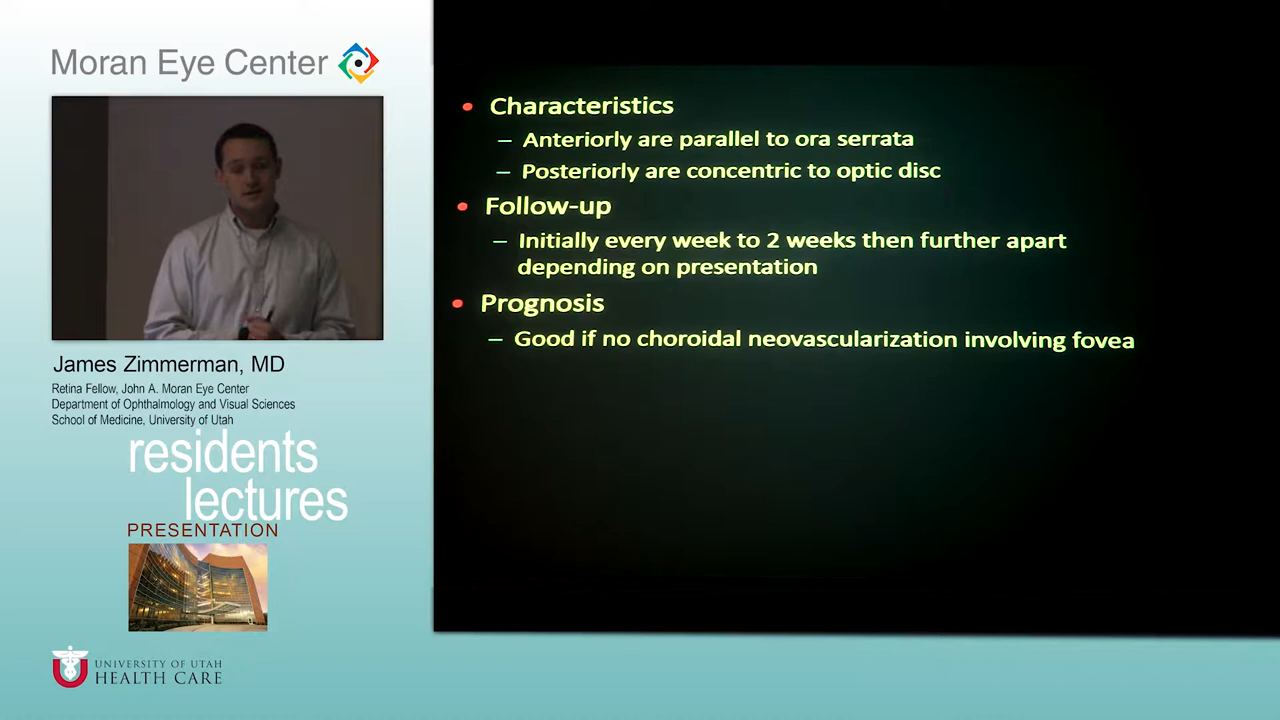 Moran Eye Center
James Zimmerman, MD
Retina Fellow, John A. Moran Eye Center
Department of Ophthalmology and Visual Sciences
School of Medicine, University of Utah
residents
lectures
PRESENTATION
UNIVERSITY OF UTAH
HEALTH CARE
• Characteristics
– Anteriorly are parallel to ora serrata
– Posteriorly are concentric to optic disc
• Follow-up
– Initially every week to 2 weeks then further apart
depending on presentation
• Prognosis
– Good if no choroidal neovascularization involving fovea